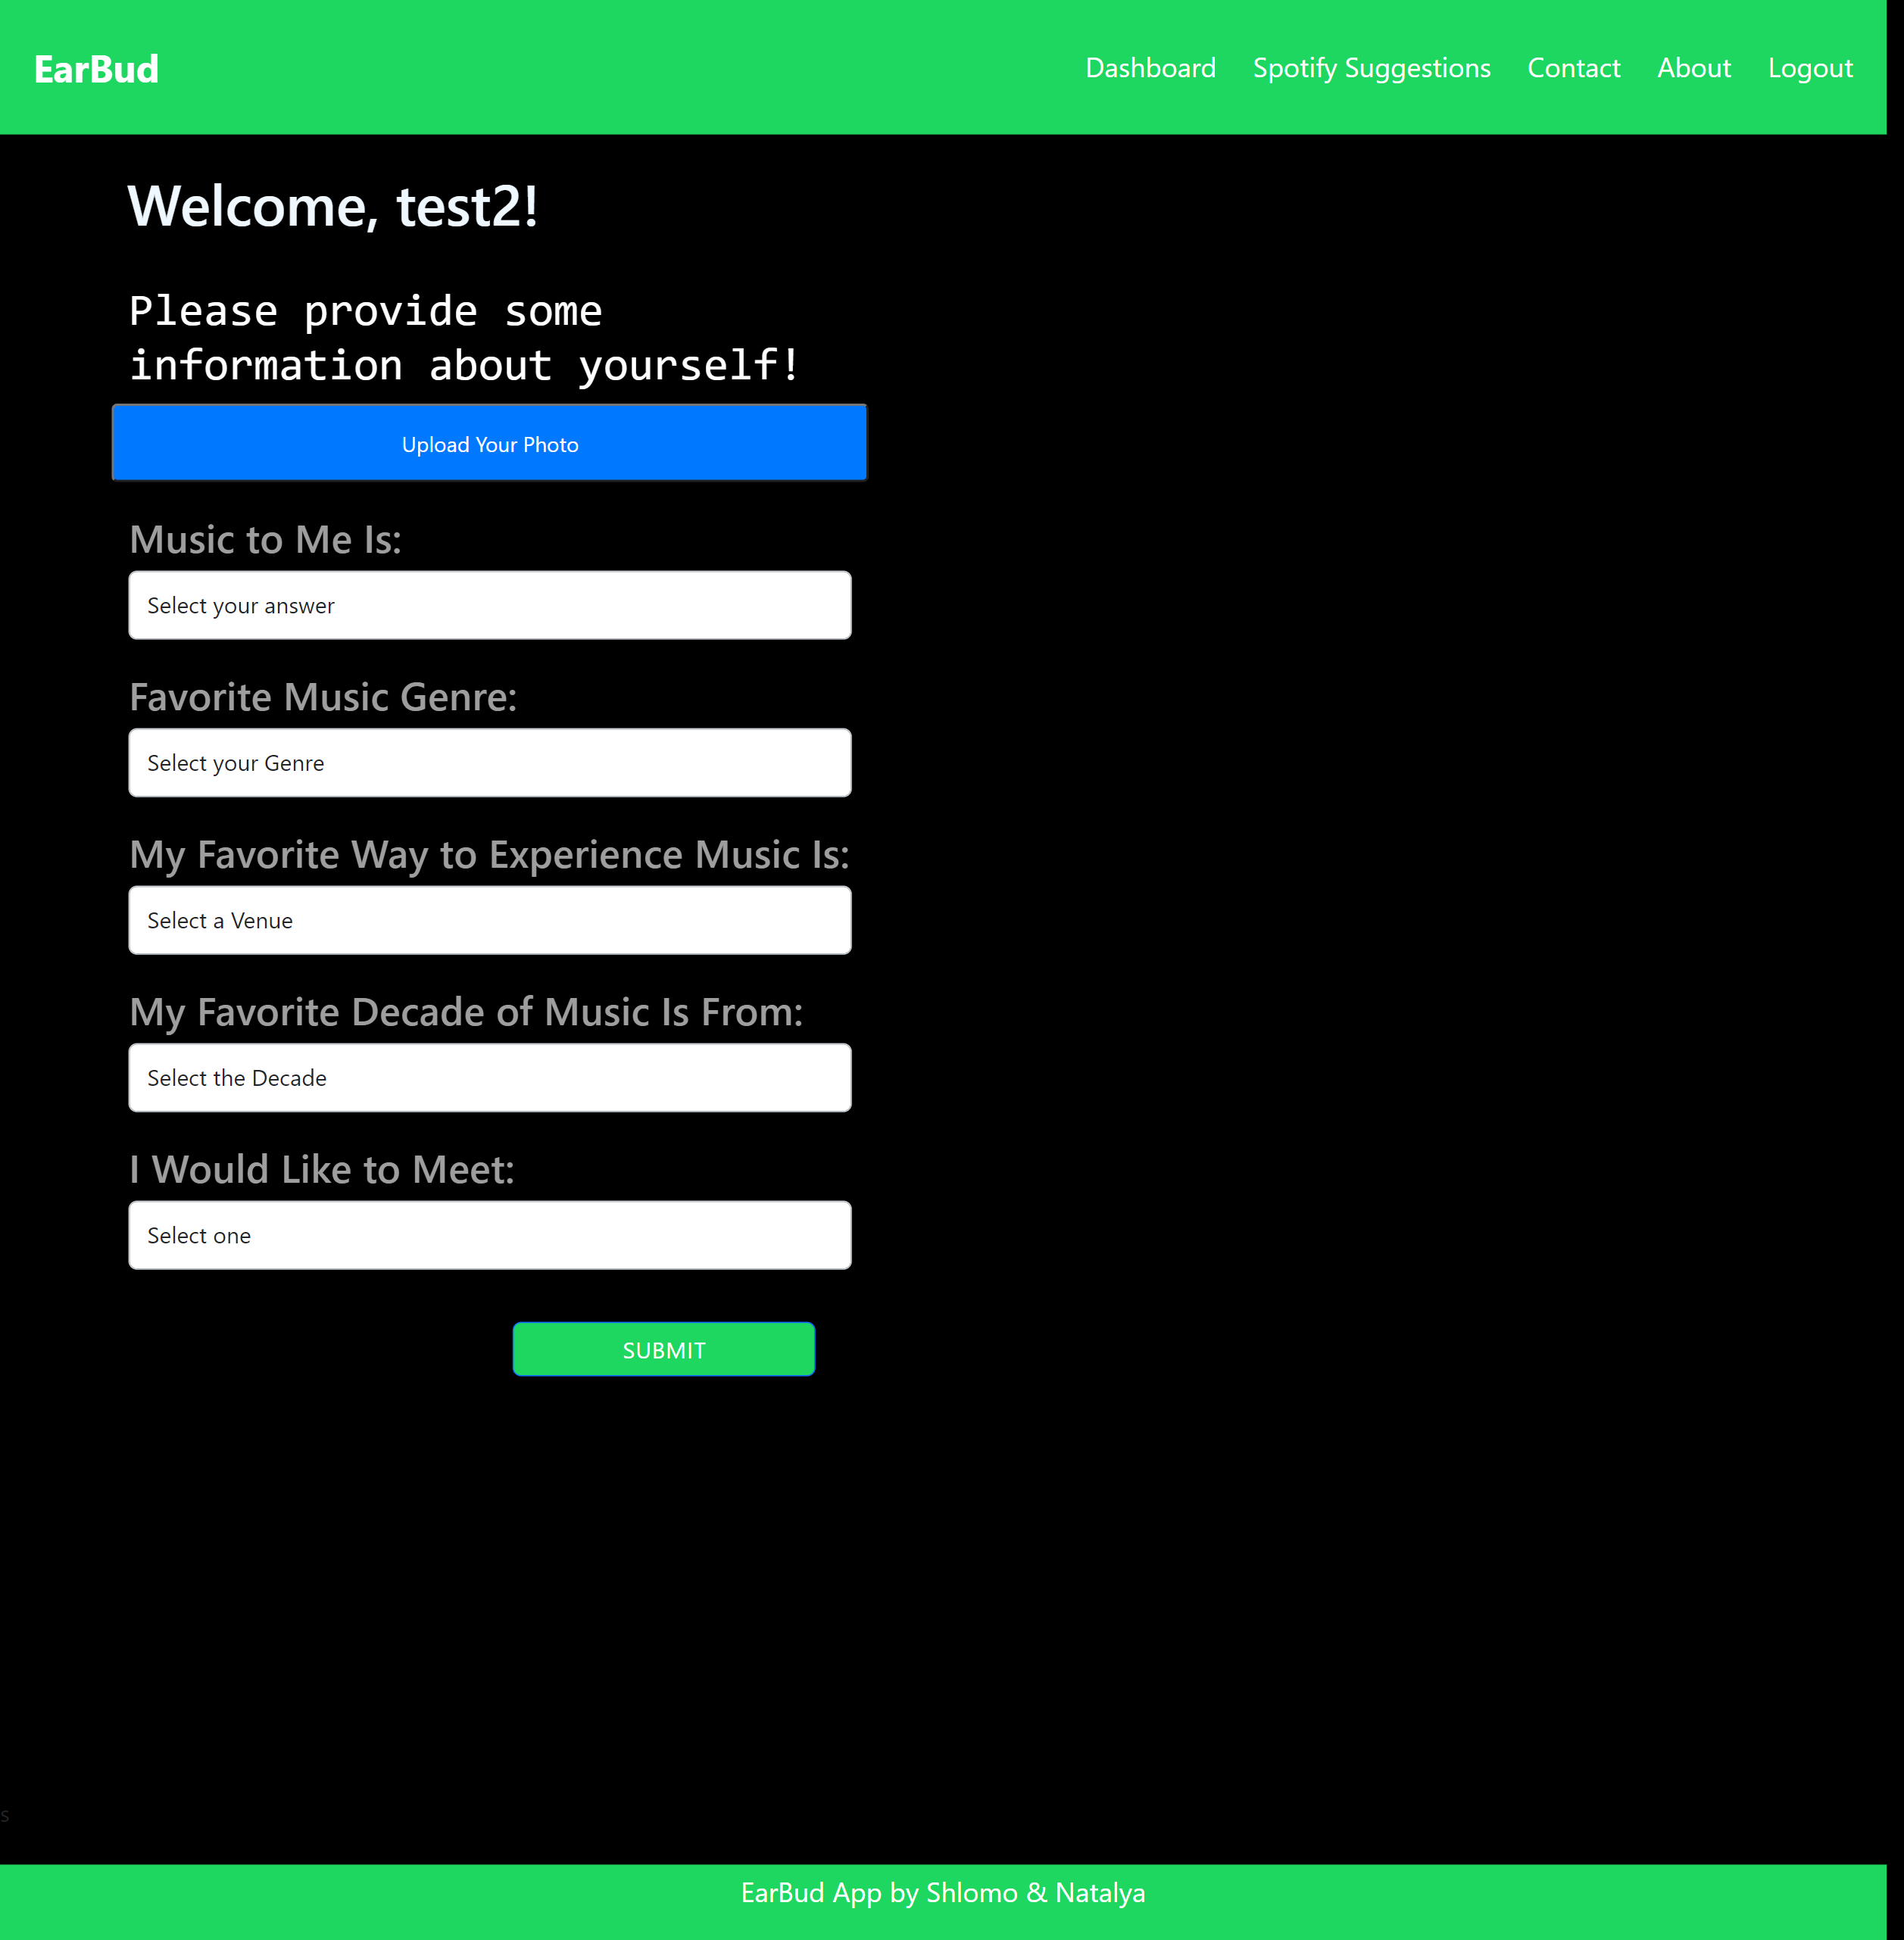 EarBud
Dashboard Spotify Suggestions Contact About Logout
Welcome, test2!
Please provide some
information about yourself!
Upload Your Photo
Music to Me Is:
Select your answer
Favorite Music Genre:
Select your Genre
My Favorite Way to Experience Music Is:
Select a Venue
My Favorite Decade of Music Is From:
Select the Decade
I Would Like to Meet:
Select one
SUBMIT
s
EarBud App by Shlomo & Natalya